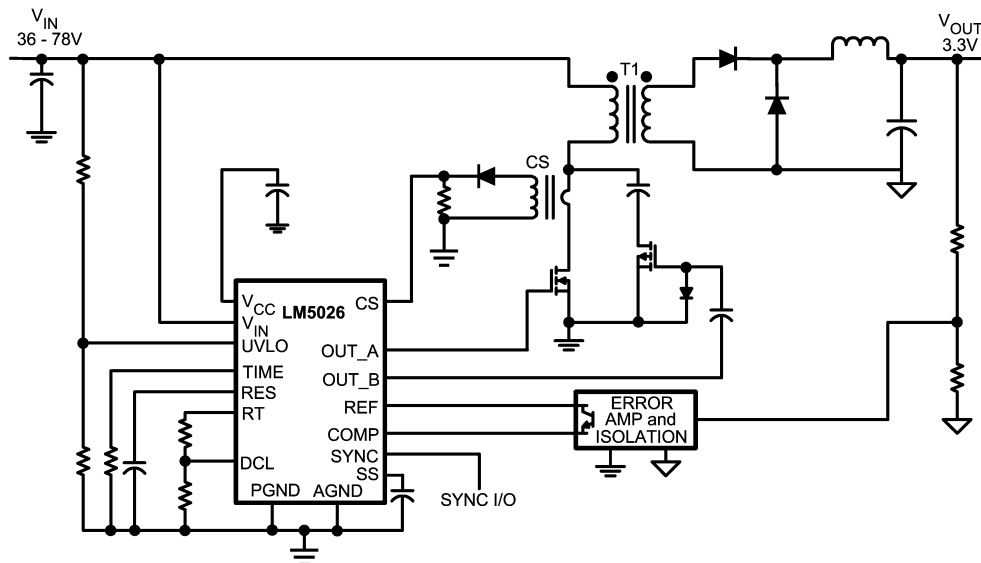 VIN
36 - 78V
VOUT
3.3V
T1
CS
VCC
LM5026
CS
VIN
UVLO
OUT_A
TIME
OUT_B
RES
REF
RT
COMP
DCL
SYNC
SS
PGND AGND
SYNC I/O
ERROR
AMP and
ISOLATION